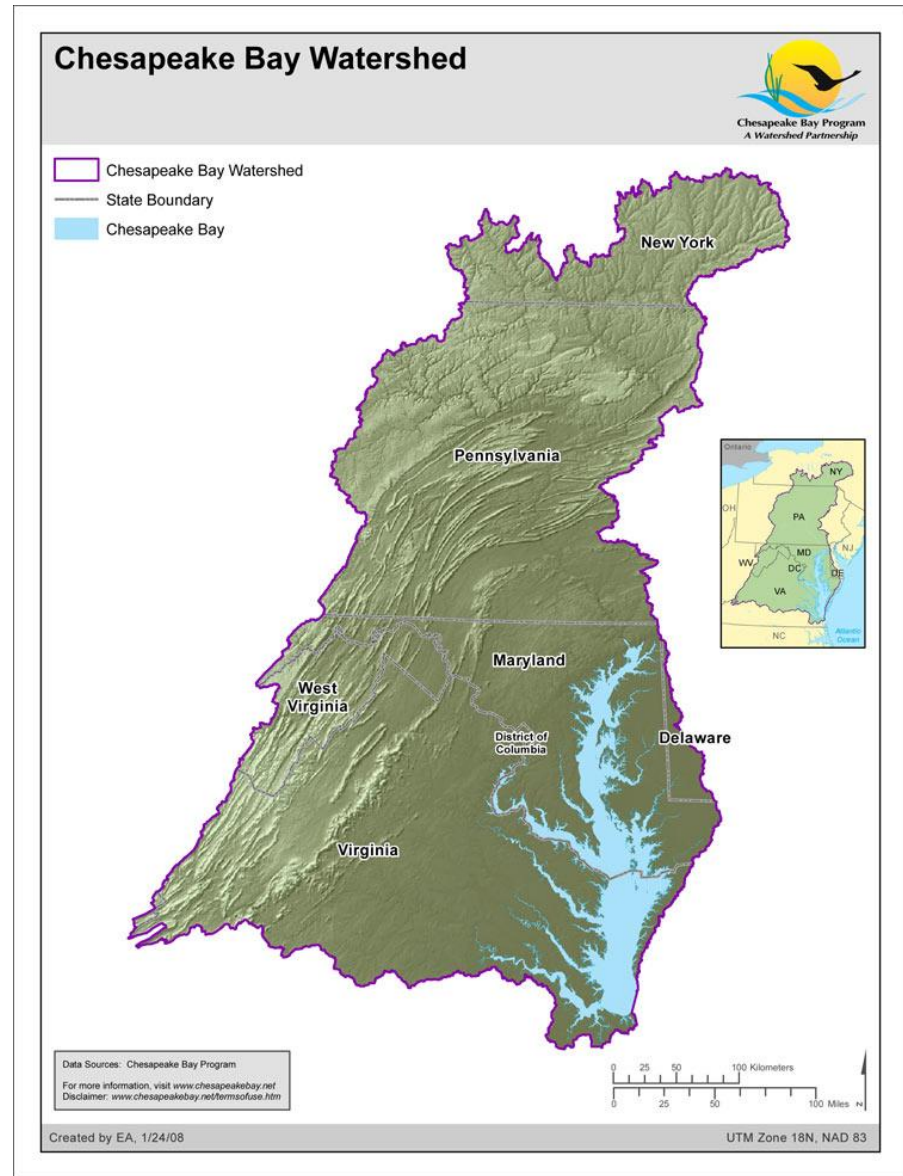 Chesapeake Bay Watershed
Chesapeake Bay Program
A Watershed Partnership
Chesapeake Bay Watershed
State Boundary
Chesapeake Bay
New York
Pennsylvania
Ontario
NY
OH
PA
NJ
MD
WV
DC
DE
VA
NC
Atlantic
Ocean
Maryland
West
Virginia
District of
Columbia
Delaware
Virginia
Data Sources: Chesapeake Bay Program
For more information, visit www.chesapeakebay.net
Disclaimer: www.chesapeakebay.net/termsofuse.htm
0 25 50 100 Kilometers
0 25 50 100 Miles
N
Created by EA, 1/24/08
UTM Zone 18N, NAD 83